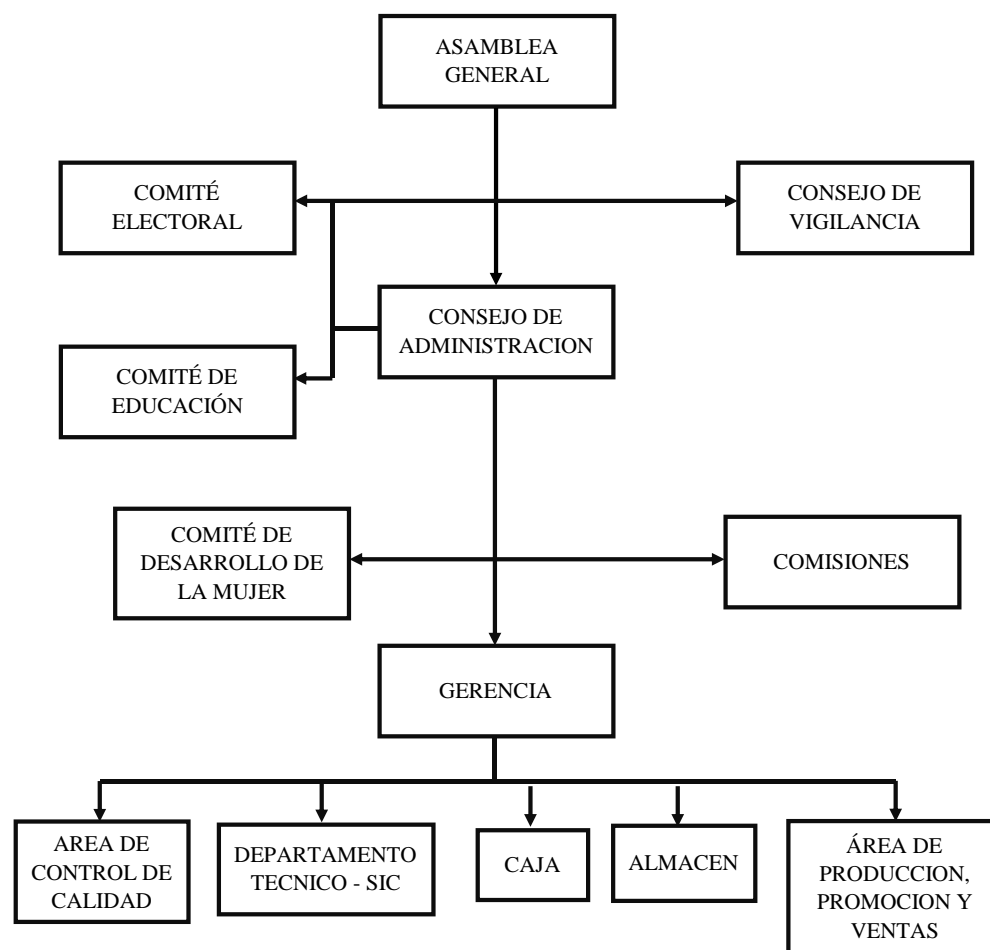 ASAMBLEA
GENERAL
COMITÉ
ELECTORAL
CONSEJO DE
VIGILANCIA
CONSEJO DE
ADMINISTRACION
COMITÉ DE
EDUCACIÓN
COMITÉ DE
DESARROLLO DE
LA MUJER
COMISIONES
GERENCIA
AREA DE
CONTROL DE
CALIDAD
DEPARTAMENTO
TECNICO - SIC
CAJA
ALMACEN
ÁREA DE
PRODUCCION,
PROMOCION Y
VENTAS